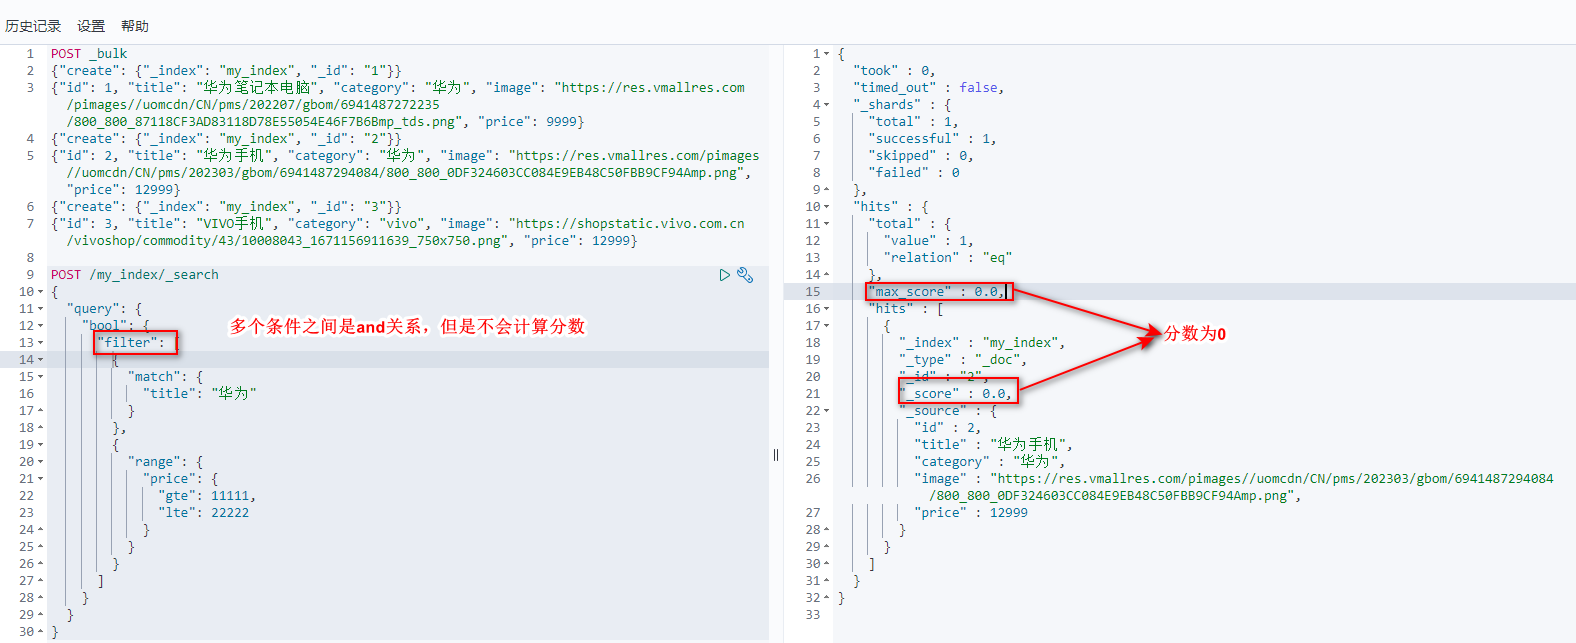 历史记录 设置 帮助
1 POST _bulk
2 {"create": {"_index": "my_index", "_id": "1"}}
3 {"id": 1, "title": "华为笔记本电脑", "category": "华为", "image": "https://res.vmallres.com
/pimages//uomcdn/CN/pms/202207/gbom/6941487272235
/800_800_87118CF3AD83118D78E55054E46F7B6Bmp_tds.png", "price": 9999}
4 {"create": {"_index": "my_index", "_id": "2"}}
5 {"id": 2, "title": "华为手机", "category": "华为", "image": "https://res.vmallres.com/pimages
//uomcdn/CN/pms/202303/gbom/6941487294084/800_800_0DF324603CC084E9EB48C50FBB9CF94Amp.png",
"price": 12999}
6 {"create": {"_index": "my_index", "_id": "3"}}
7 {"id": 3, "title": "VIVO手机", "category": "vivo", "image": "https://shopstatic.vivo.com.cn
/vivoshop/commodity/43/10008043_1671156911639_750x750.png", "price": 12999}
8
9 POST /my_index/_search
10 {
11 "query": {
12 "bool": {
多个条件之间是and关系，但是不会计算分数
13 "filter": [
14 {
15 "match": {
16 "title": "华为"
17 }
18 },
19 {
20 "range": {
21 "price": {
22 "gte": 11111,
23 "lte": 22222
24 }
25 }
26 }
27 ]
28 }
29 }
30 }
1 {
2 "took" : 0,
3 "timed_out" : false,
4 "_shards" : {
5 "total" : 1,
6 "successful" : 1,
7 "skipped" : 0,
8 "failed" : 0
9 },
10 "hits" : {
11 "total" : {
12 "value" : 1,
13 "relation" : "eq"
14 },
15 "max_score" : 0.0,
16 "hits" : [
17 {
分数为0
18 "_index" : "my_index",
19 "_type" : "_doc",
20 "_id" : "2",
21 "_score" : 0.0,
22 "_source" : {
23 "id" : 2,
24 "title" : "华为手机",
25 "category" : "华为",
26 "image" : "https://res.vmallres.com/pimages//uomcdn/CN/pms/202303/gbom/6941487294084
/800_800_0DF324603CC084E9EB48C50FBB9CF94Amp.png",
27 "price" : 12999
28 }
29 }
30 ]
31 }
32 }
33